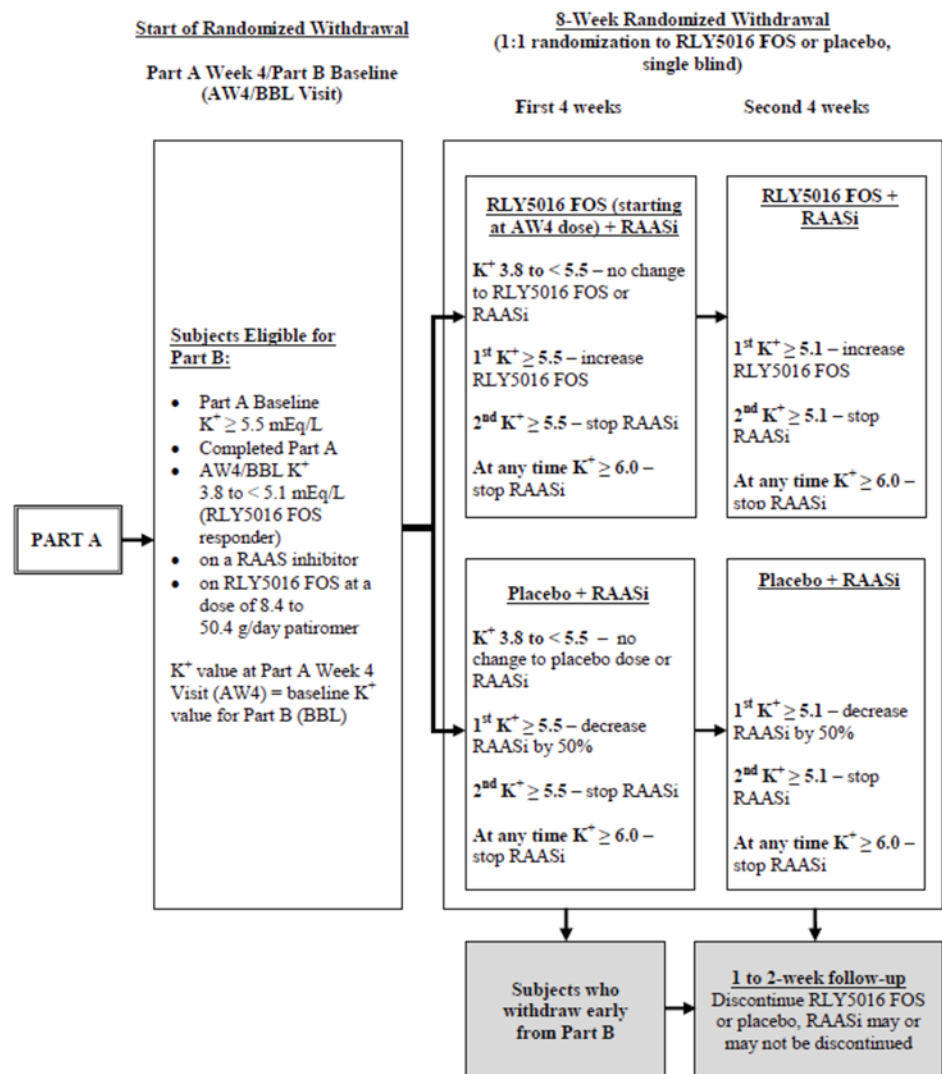 Start of Randomized Withdrawal
Part A Week 4/Part B Baseline
(AW4/BBL Visit)
8-Week Randomized Withdrawal
(1:1 randomization to RLY5016 FOS or placebo,
single blind)
First 4 weeks
Second 4 weeks
PART A
Subjects Eligible for
Part B:
• Part A Baseline
K⁺ ≥ 5.5 mEq/L
• Completed Part A
• AW4/BBL K⁺
3.8 to < 5.1 mEq/L
(RLY5016 FOS
responder)
• on a RAAS inhibitor
• on RLY5016 FOS at a
dose of 8.4 to
50.4 g/day patiromer
K⁺ value at Part A Week 4
Visit (AW4) = baseline K⁺
value for Part B (BBL)
RLY5016 FOS (starting
at AW4 dose) + RAASi
K⁺ 3.8 to < 5.5 – no change
to RLY5016 FOS or
RAASi
1st K⁺ ≥ 5.5 – increase
RLY5016 FOS
2nd K⁺ ≥ 5.5 – stop RAASi
At any time K⁺ ≥ 6.0 –
stop RAASi
RLY5016 FOS +
RAASi
1st K⁺ ≥ 5.1 – increase
RLY5016 FOS
2nd K⁺ ≥ 5.1 – stop
RAASi
At any time K⁺ ≥ 6.0 –
stop RAASi
Placebo + RAASi
K⁺ 3.8 to < 5.5 – no
change to placebo dose or
RAASi
1st K⁺ ≥ 5.5 – decrease
RAASi by 50%
2nd K⁺ ≥ 5.5 – stop RAASi
At any time K⁺ ≥ 6.0 –
stop RAASi
Placebo + RAASi
1st K⁺ ≥ 5.1 – decrease
RAASi by 50%
2nd K⁺ ≥ 5.1 – stop
RAASi
At any time K⁺ ≥ 6.0 –
stop RAASi
Subjects who
withdraw early
from Part B
1 to 2-week follow-up
Discontinue RLY5016 FOS
or placebo, RAASi may or
may not be discontinued